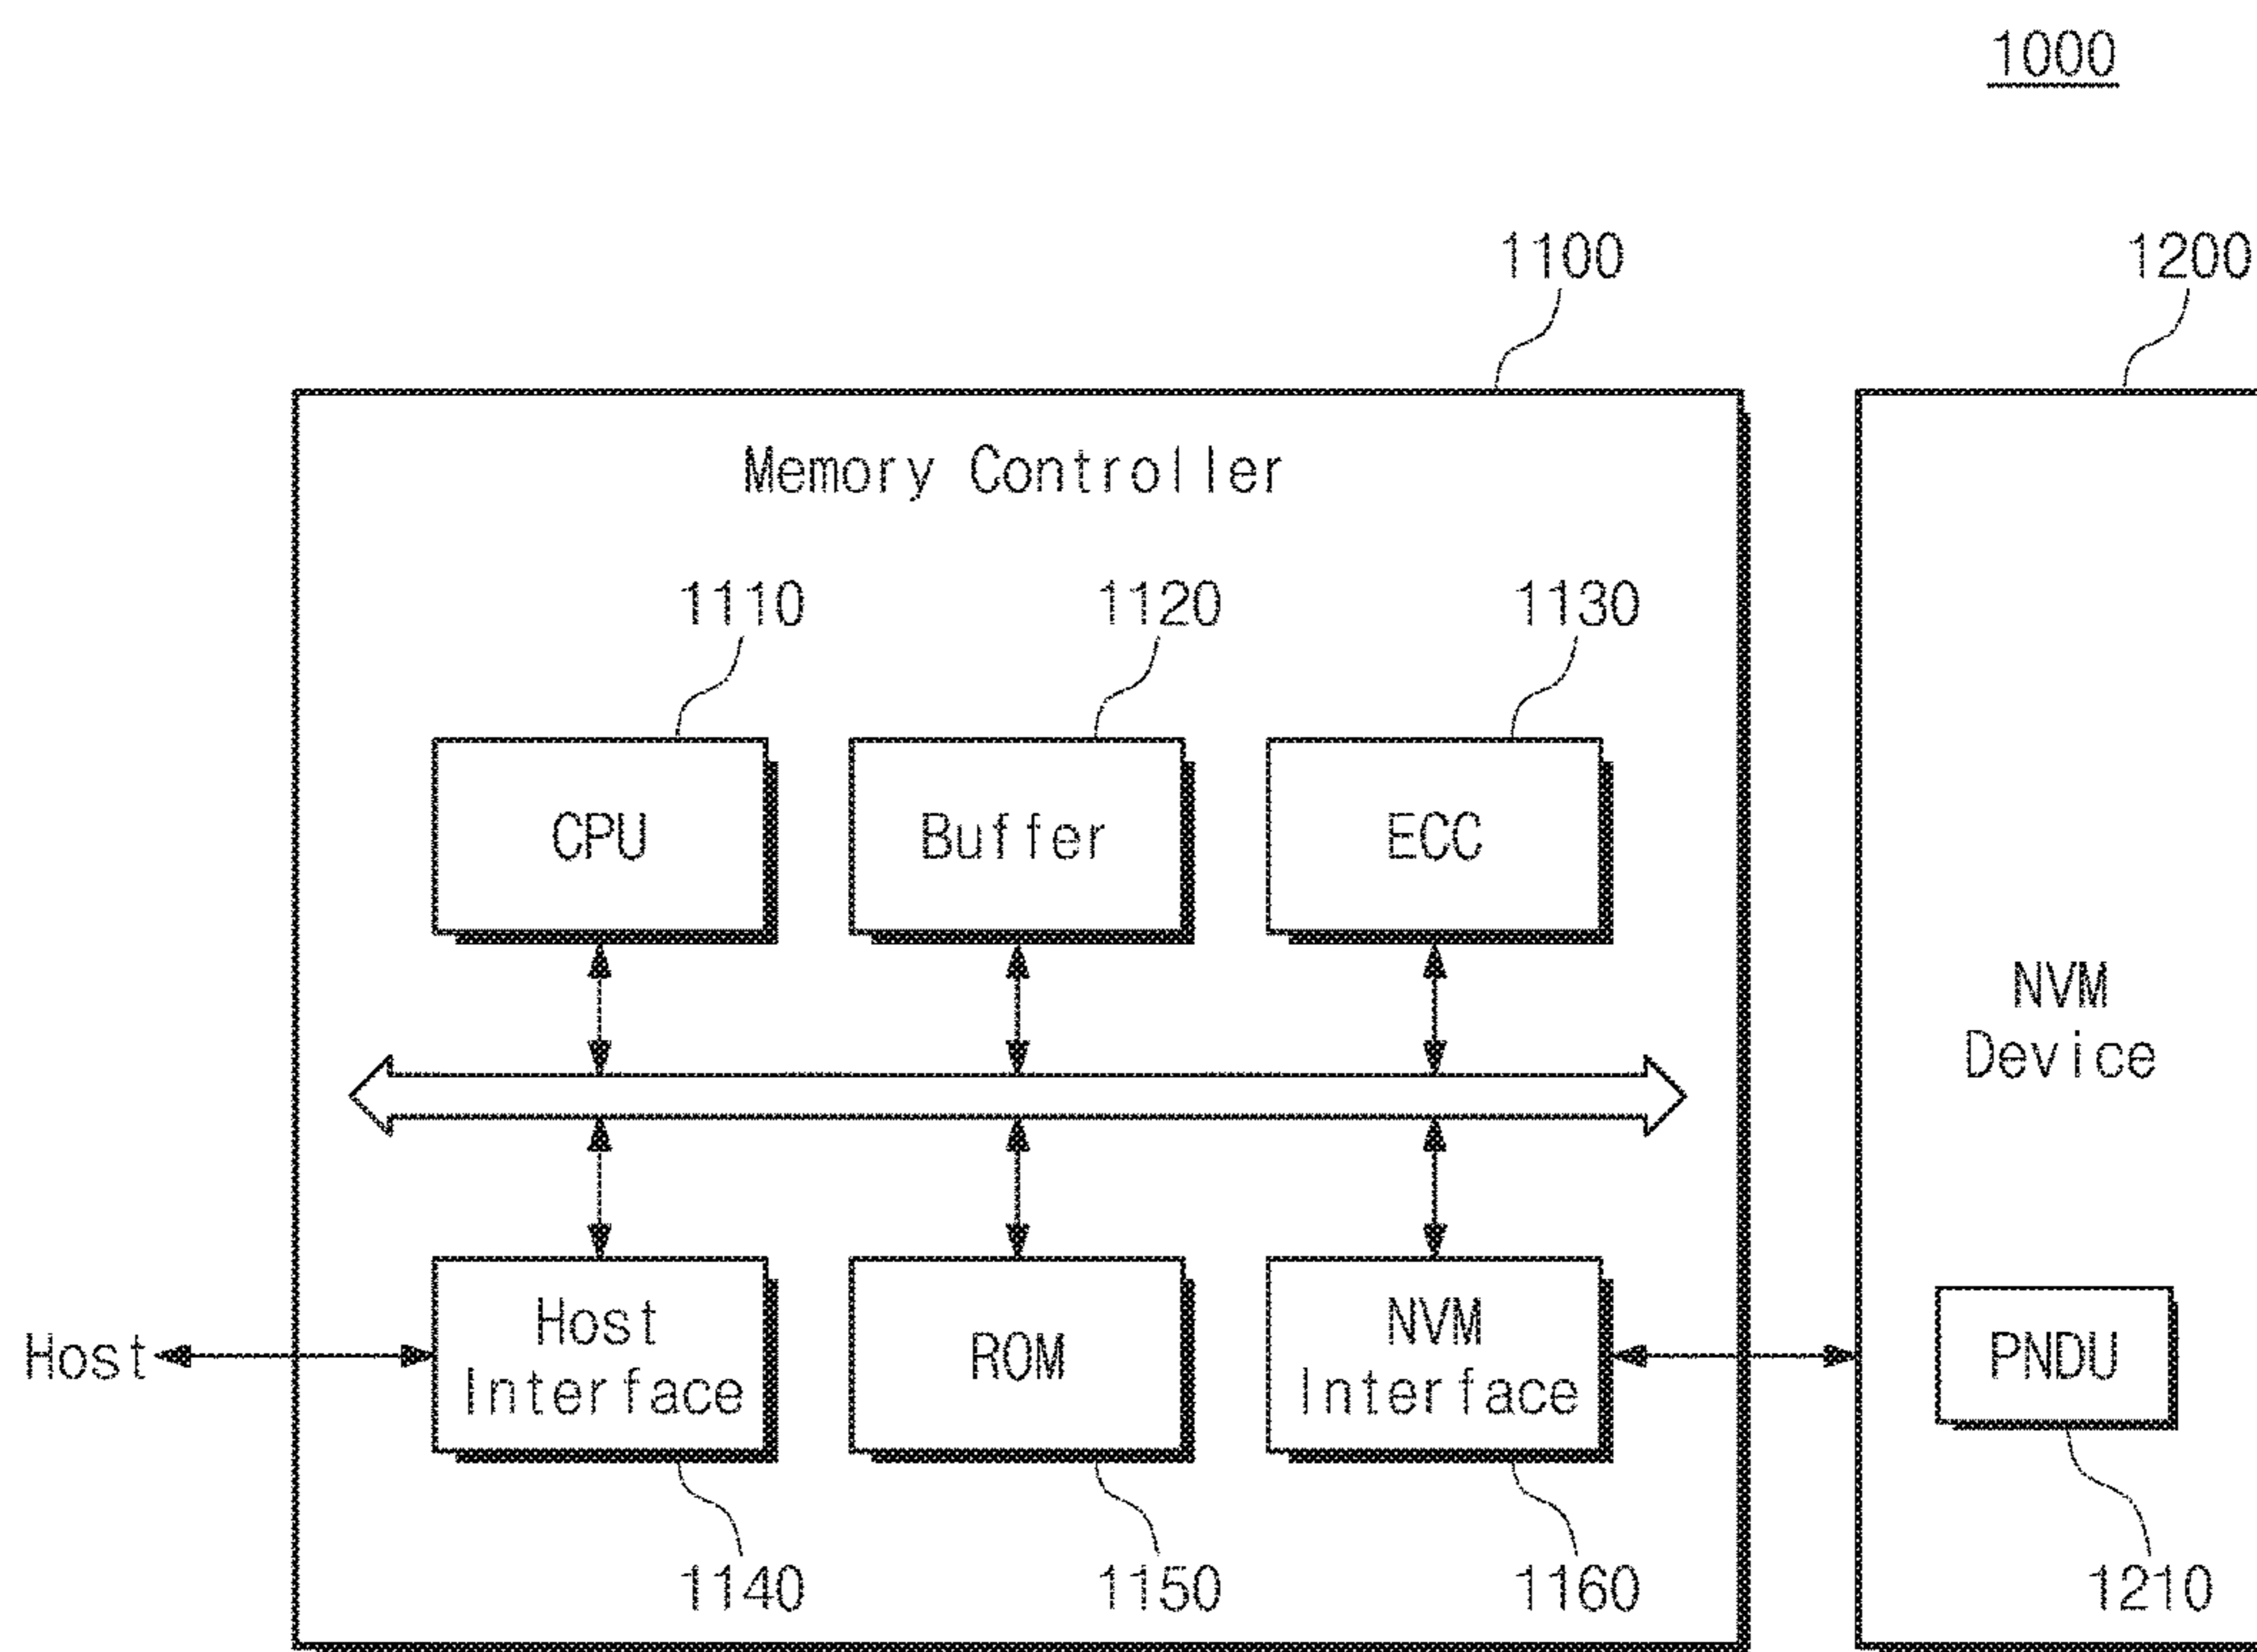 1000
1100
1200
Memory Controller
1110
1120
1130
CPU
Buffer
ECC
NVM
Device
Host
Host
Interface
ROM
NVM
Interface
PNDU
1140
1150
1160
1210